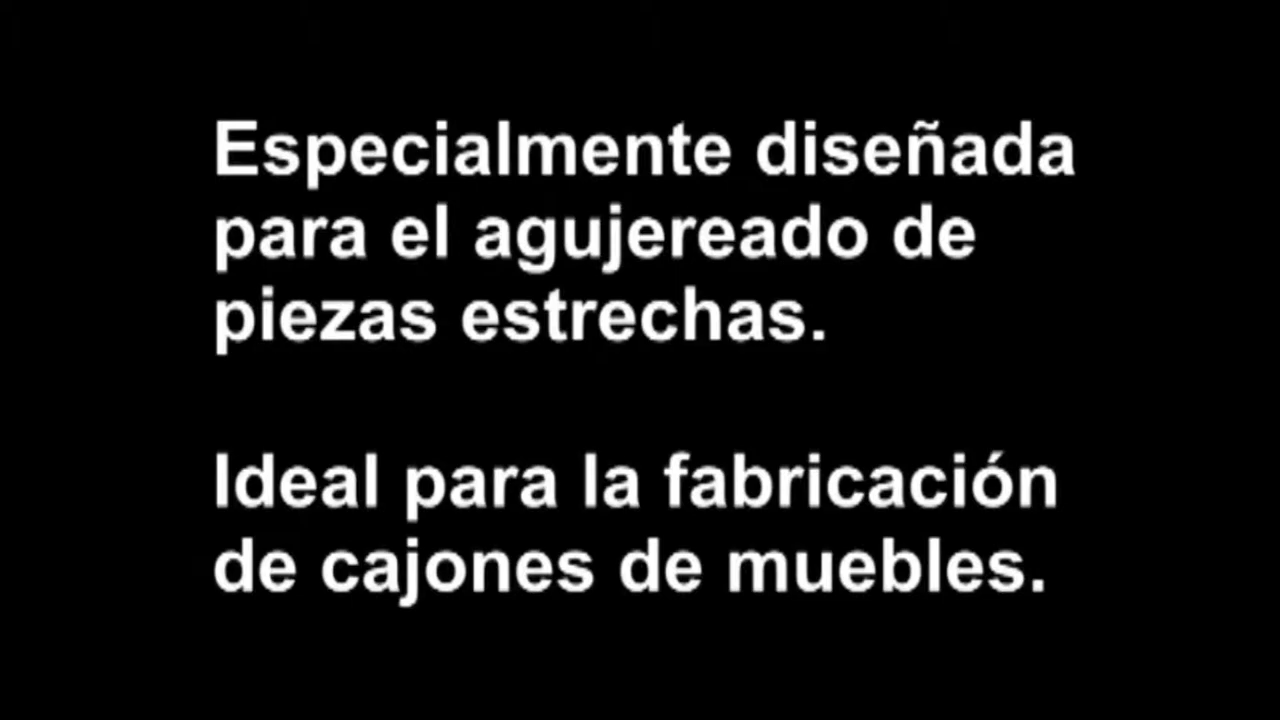 Especialmente diseñada
para el agujereado de
piezas estrechas.
Ideal para la fabricación
de cajones de muebles.